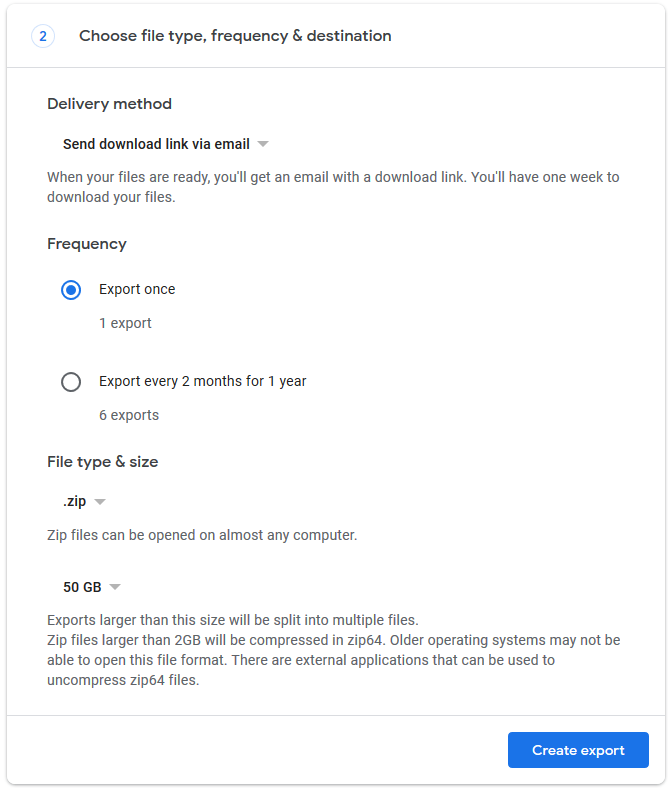 2 Choose file type, frequency & destination
Delivery method
Send download link via email
When your files are ready, you'll get an email with a download link. You'll have one week to
download your files.
Frequency
Export once
1 export
Export every 2 months for 1 year
6 exports
File type & size
.zip
Zip files can be opened on almost any computer.
50 GB
Exports larger than this size will be split into multiple files.
Zip files larger than 2GB will be compressed in zip64. Older operating systems may not be
able to open this file format. There are external applications that can be used to
uncompress zip64 files.
Create export